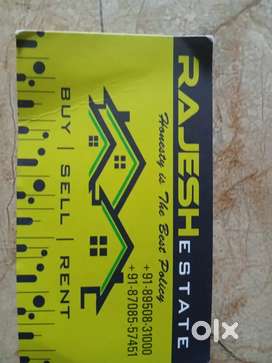 RAJESH ESTATE
Honesty is The Best Policy
+91-89508-31000
+91-87085-57451
BUY | SELL | RENT
OLX